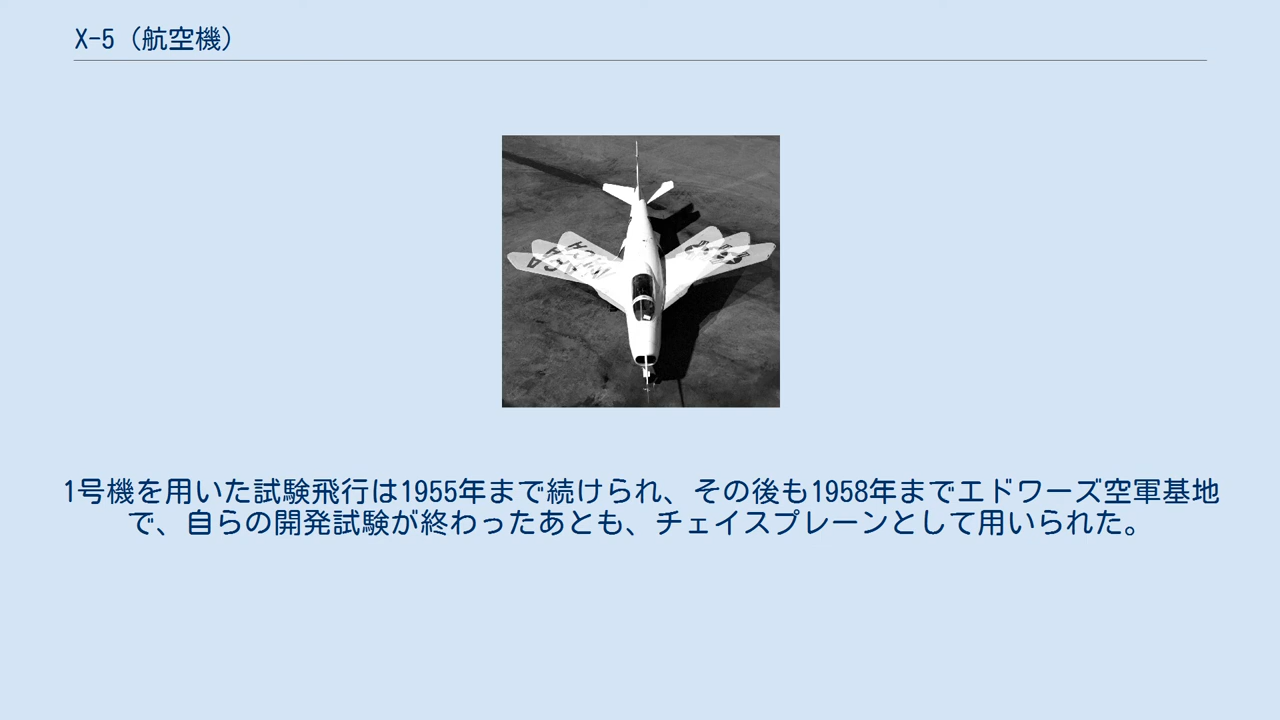 X-5（航空機）
1号機を用いた試験飛行は1955年まで続けられ、その後も1958年までエドワーズ空軍基地
で、自らの開発試験が終わったあとも、チェイスプレーンとして用いられた。